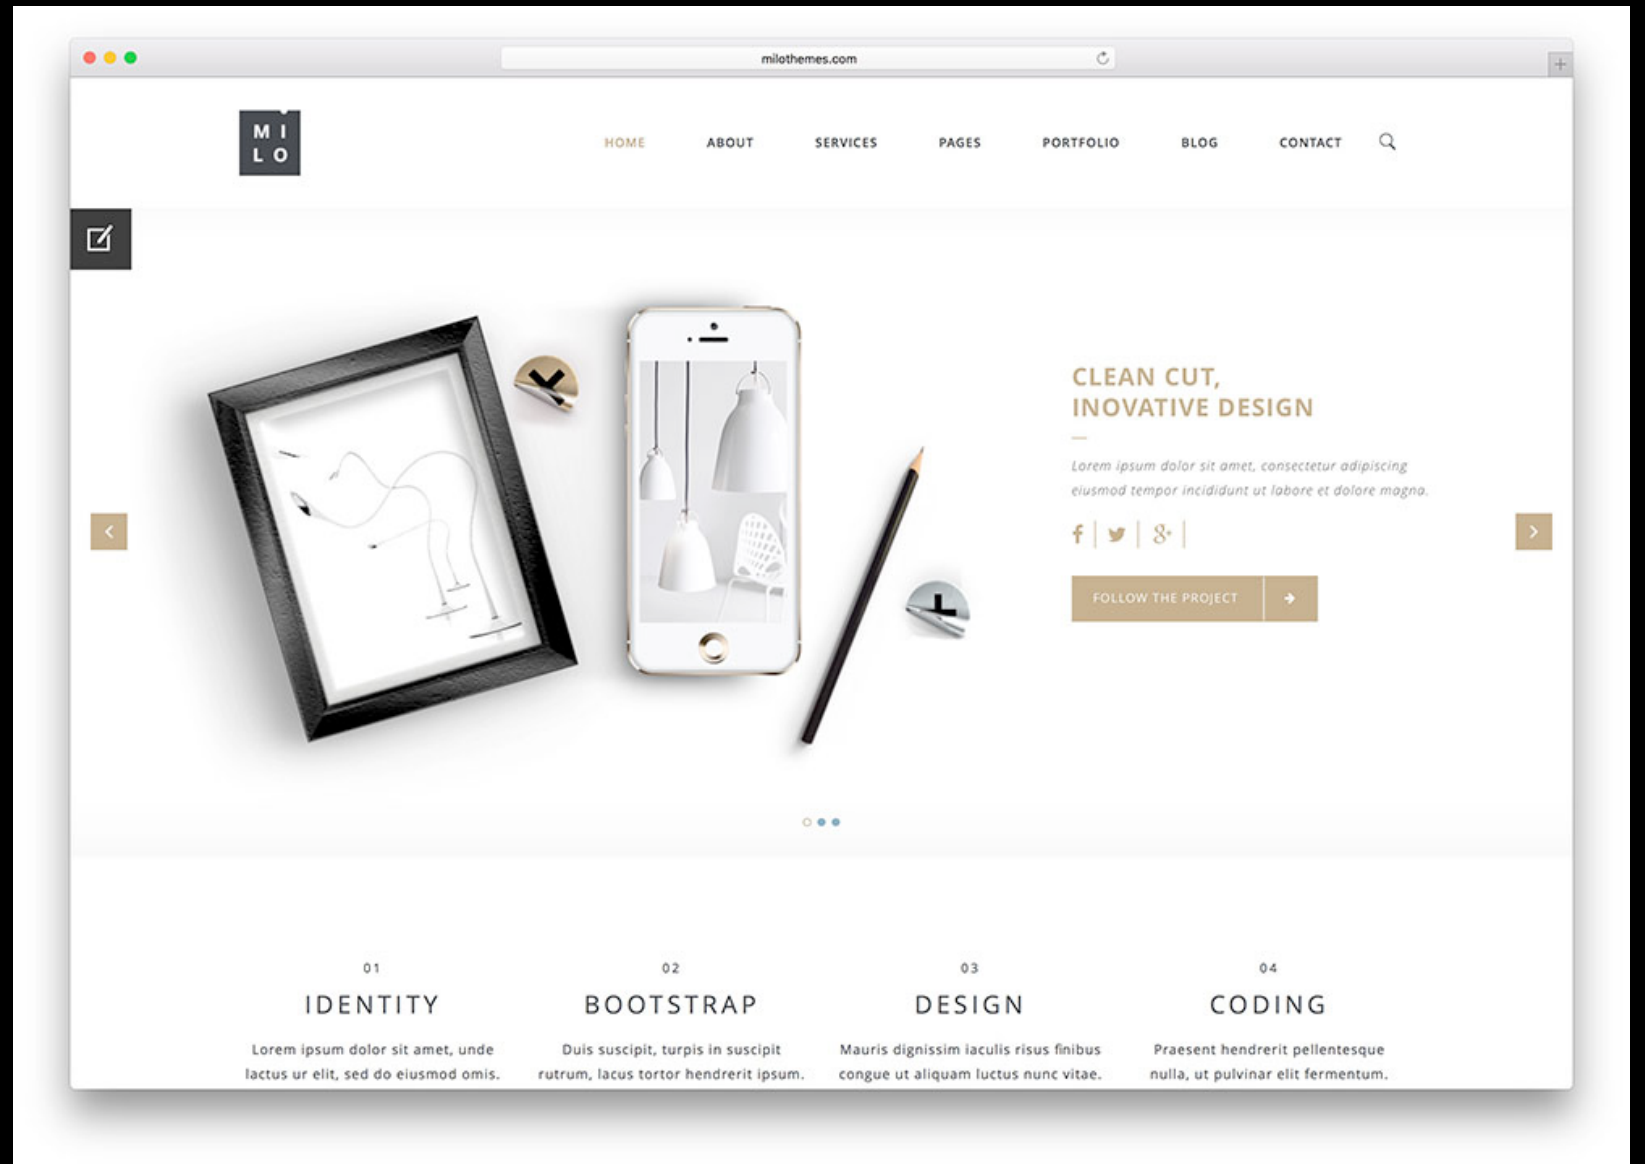 milothemes.com
MI
LO
HOME ABOUT SERVICES PAGES PORTFOLIO BLOG CONTACT
CLEAN CUT,
INOVATIVE DESIGN
Lorem ipsum dolor sit amet, consectetur adipiscing
eiusmod tempor incididunt ut labore et dolore magna.
FOLLOW THE PROJECT
01 02 03 04
IDENTITY BOOTSTRAP DESIGN CODING
Lorem ipsum dolor sit amet, unde Duis suscipit, turpis in suscipit Mauris dignissim iaculis risus finibus Praesent hendrerit pellentesque
lactus ur elit, sed do eiusmod omis. rutrum, lacus tortor hendrerit ipsum. congue ut aliquam luctus nunc vitae. nulla, ut pulvinar elit fermentum.